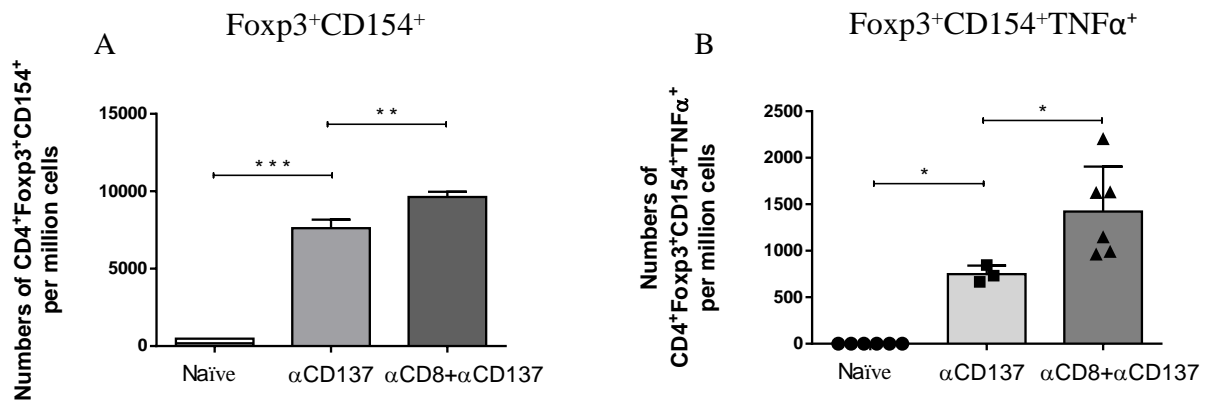 Foxp3⁺CD154⁺
A
Numbers of CD4⁺Foxp3⁺CD154⁺
per million cells
15000
10000
5000
0
* * *
* *
Naïve
αCD137
αCD8+αCD137
Foxp3⁺CD154⁺TNFα⁺
B
Numbers of
CD4⁺Foxp3⁺CD154⁺TNFα⁺
per million cells
2500
2000
1500
1000
500
0
*
*
Naïve
αCD137
αCD8+αCD137